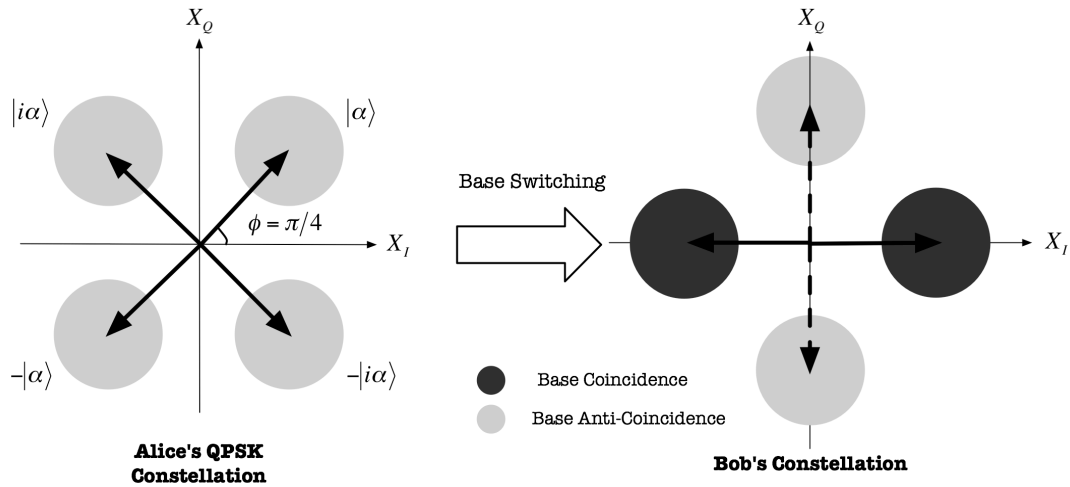 X_Q
|iα⟩
|α⟩
ϕ = π/4
X_I
–|α⟩
–|iα⟩
Alice's QPSK
Constellation
Base Switching
X_Q
X_I
Base Coincidence
Base Anti-Coincidence
Bob's Constellation